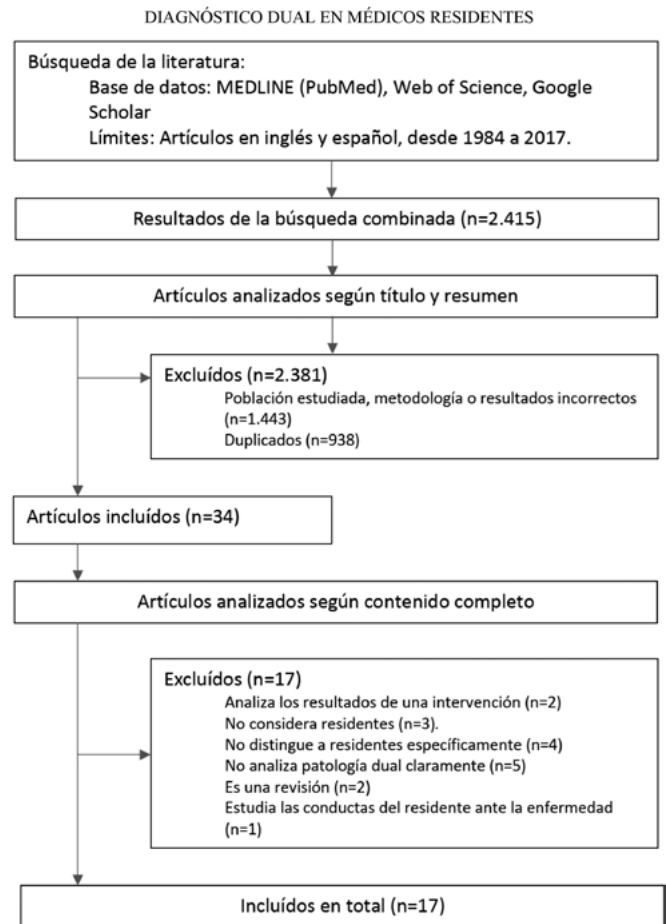 DIAGNÓSTICO DUAL EN MÉDICOS RESIDENTES
Búsqueda de la literatura:
Base de datos: MEDLINE (PubMed), Web of Science, Google
Scholar
Límites: Artículos en inglés y español, desde 1984 a 2017.
Resultados de la búsqueda combinada (n=2.415)
Artículos analizados según título y resumen
Excluídos (n=2.381)
Población estudiada, metodología o resultados incorrectos
(n=1.443)
Duplicados (n=938)
Artículos incluídos (n=34)
Artículos analizados según contenido completo
Excluídos (n=17)
Analiza los resultados de una intervención (n=2)
No considera residentes (n=3).
No distingue a residentes específicamente (n=4)
No analiza patología dual claramente (n=5)
Es una revisión (n=2)
Estudia las conductas del residente ante la enfermedad
(n=1)
Incluídos en total (n=17)